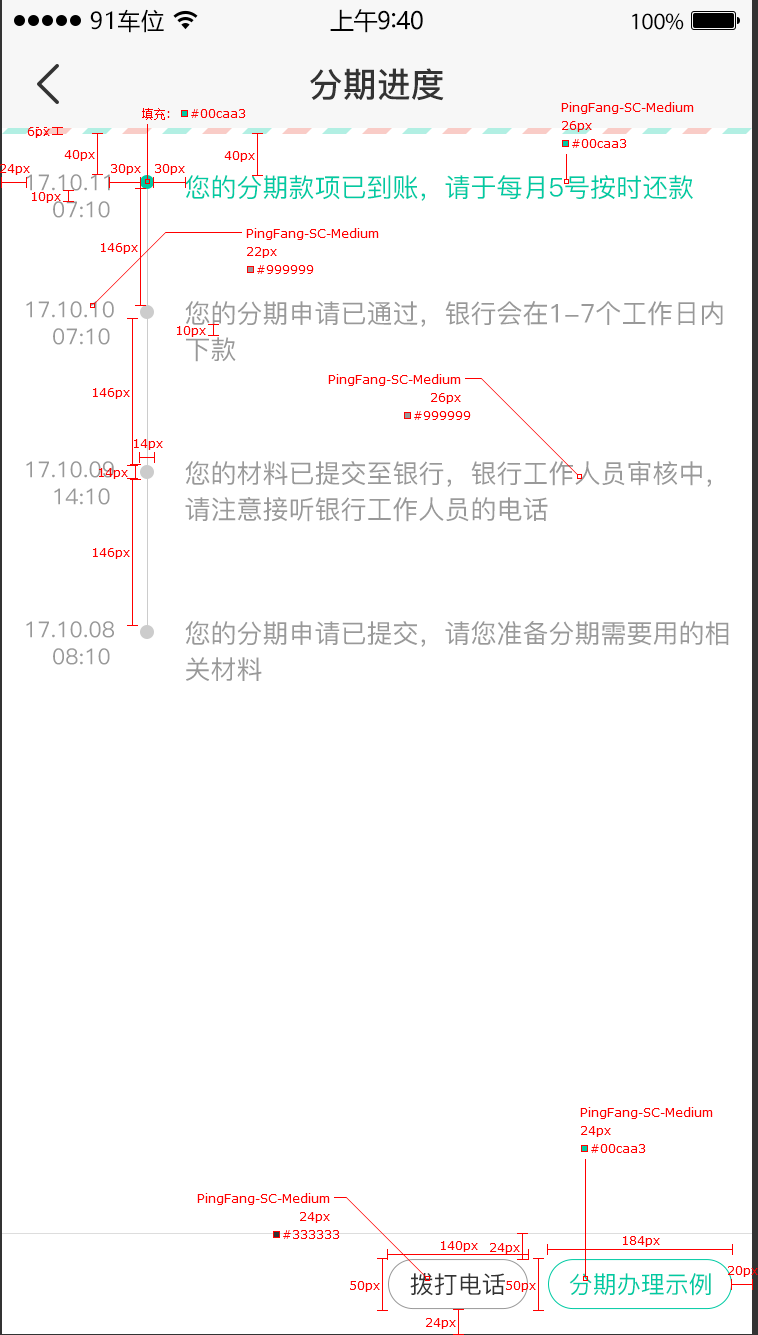 91车位 上午9:40 100%
分期进度
填充： #00caa3
PingFang-SC-Medium
26px
#00caa3
6px
40px
40px
24px
30px
30px
17.10.11
07:10
10px
您的分期款项已到账，请于每月5号按时还款
146px
PingFang-SC-Medium
22px
#999999
17.10.10
07:10
您的分期申请已通过，银行会在1-7个工作日内
10px
下款
146px
PingFang-SC-Medium
26px
#999999
14px
17.10.09
14:10
14px
您的材料已提交至银行，银行工作人员审核中，
请注意接听银行工作人员的电话
146px
17.10.08
08:10
您的分期申请已提交，请您准备分期需要用的相
关材料
PingFang-SC-Medium
24px
#00caa3
PingFang-SC-Medium
24px
#333333
140px
24px
184px
50px
拨打电话
50px
分期办理示例
20px
24px